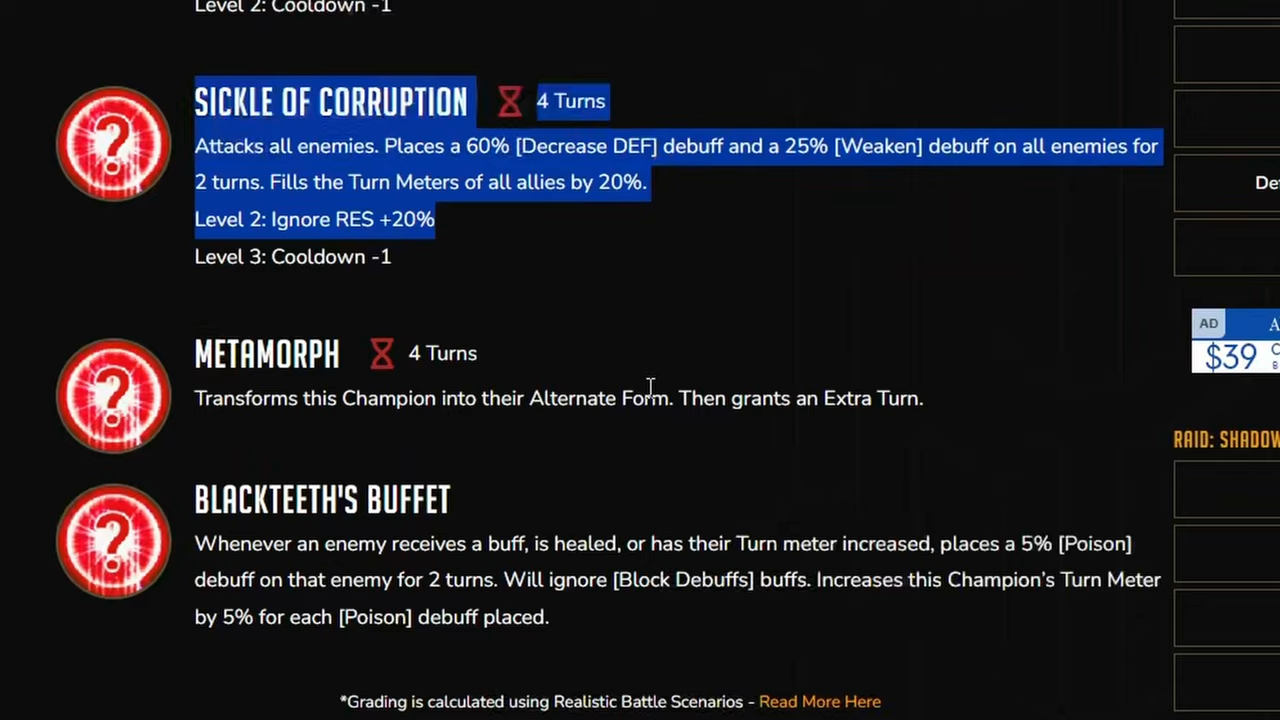 Level 2: Cooldown -1
SICKLE OF CORRUPTION 4 Turns
Attacks all enemies. Places a 60% [Decrease DEF] debuff and a 25% [Weaken] debuff on all enemies for
2 turns. Fills the Turn Meters of all allies by 20%.
Level 2: Ignore RES +20%
Level 3: Cooldown -1
METAMORPH 4 Turns
Transforms this Champion into their Alternate Form. Then grants an Extra Turn.
BLACKTEETH'S BUFFET
Whenever an enemy receives a buff, is healed, or has their Turn meter increased, places a 5% [Poison]
debuff on that enemy for 2 turns. Will ignore [Block Debuffs] buffs. Increases this Champion’s Turn Meter
by 5% for each [Poison] debuff placed.
*Grading is calculated using Realistic Battle Scenarios - Read More Here
AD
$39
RAID: SHADOW